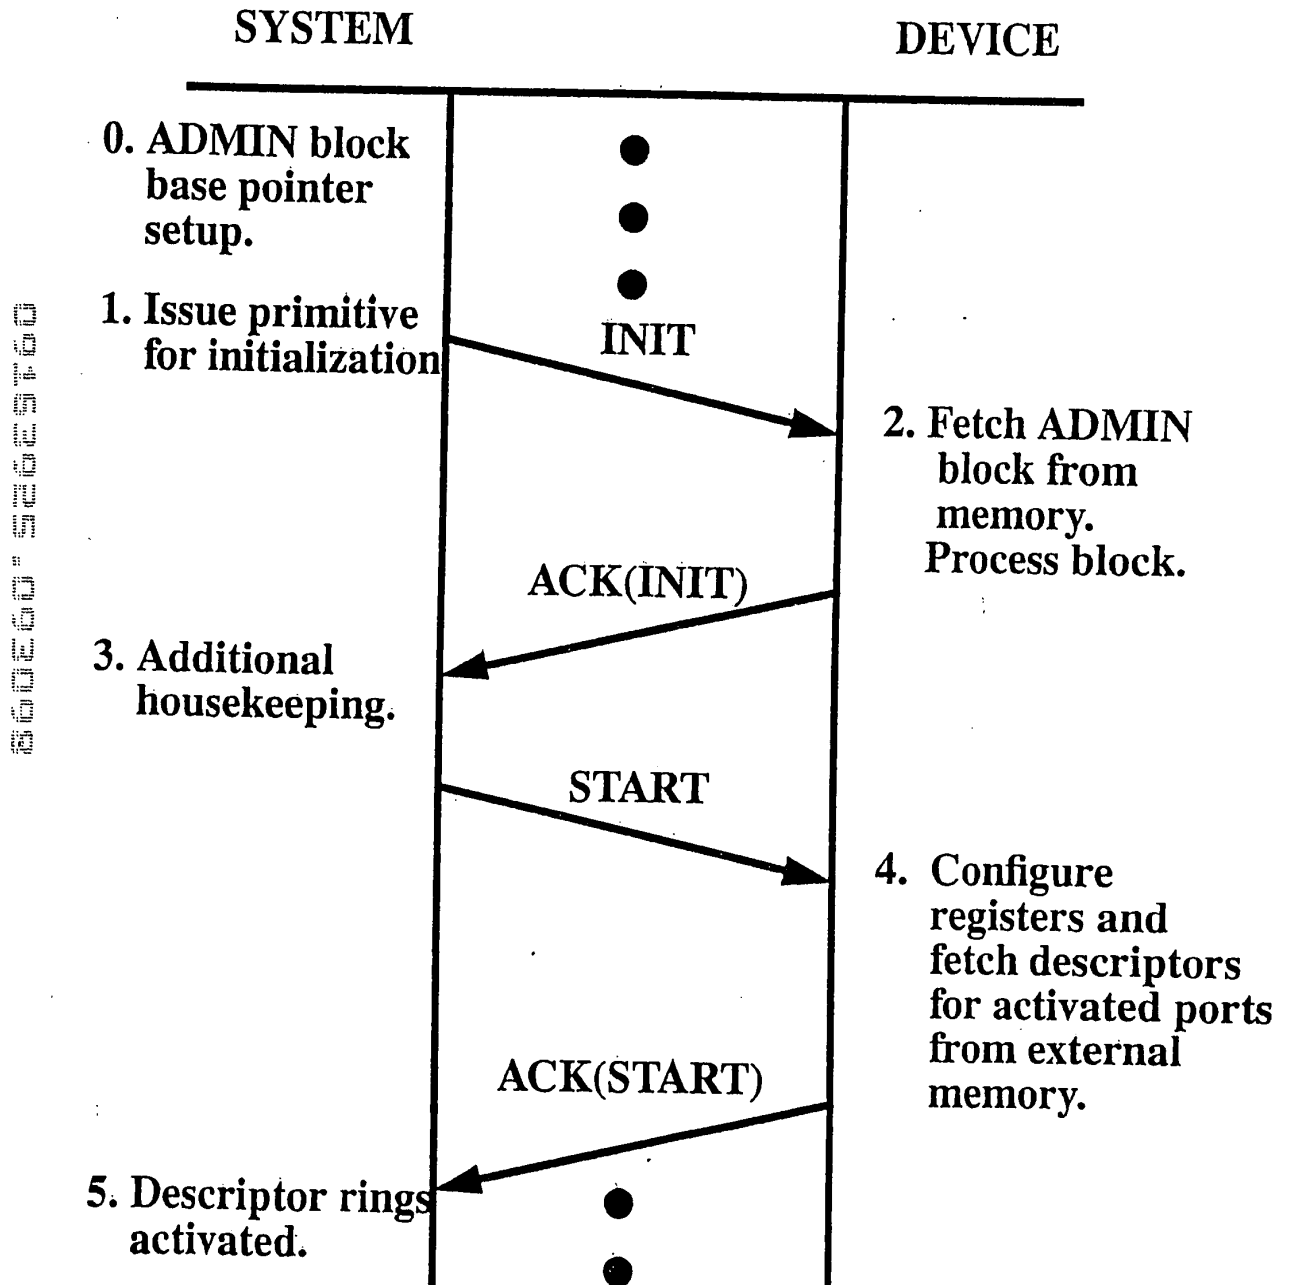 SYSTEM
DEVICE
0. ADMIN block
base pointer
setup.
1. Issue primitive
for initialization
INIT
2. Fetch ADMIN
block from
memory.
Process block.
ACK(INIT)
3. Additional
housekeeping.
START
4. Configure
registers and
fetch descriptors
for activated ports
from external
memory.
ACK(START)
5. Descriptor rings
activated.
09153925.093098